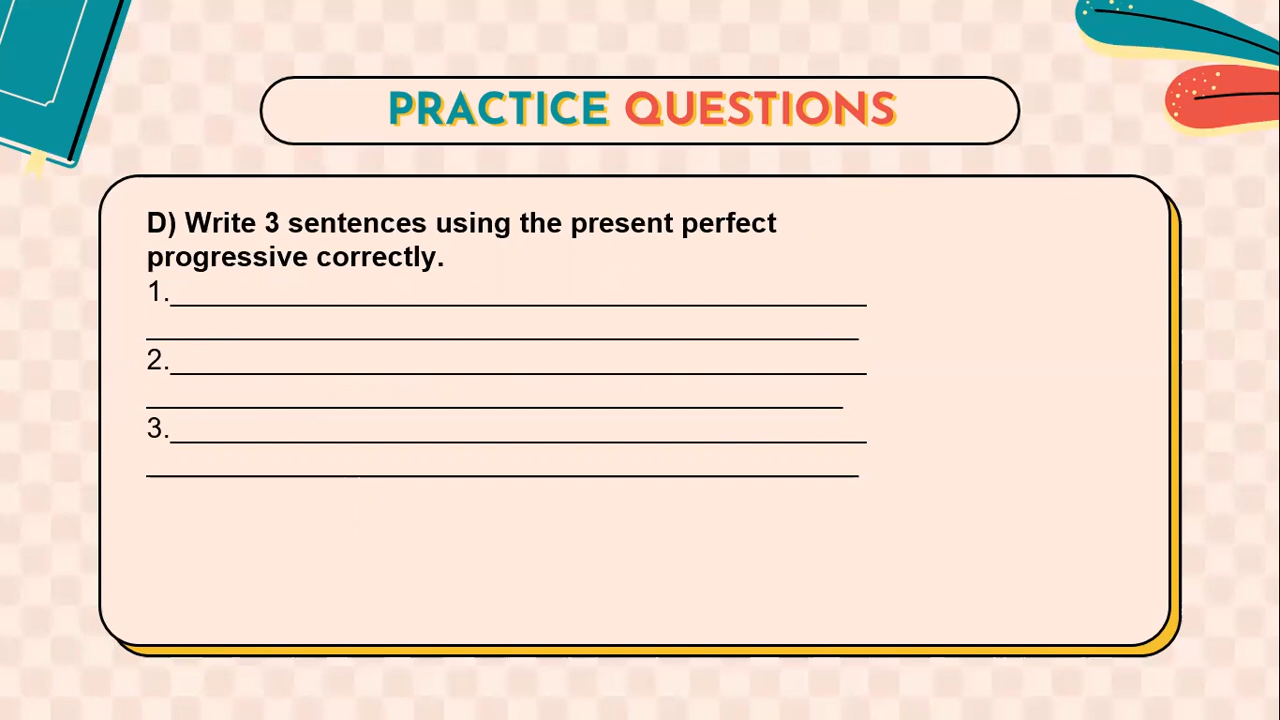 PRACTICE QUESTIONS
D) Write 3 sentences using the present perfect
progressive correctly.
1.
2.
3.